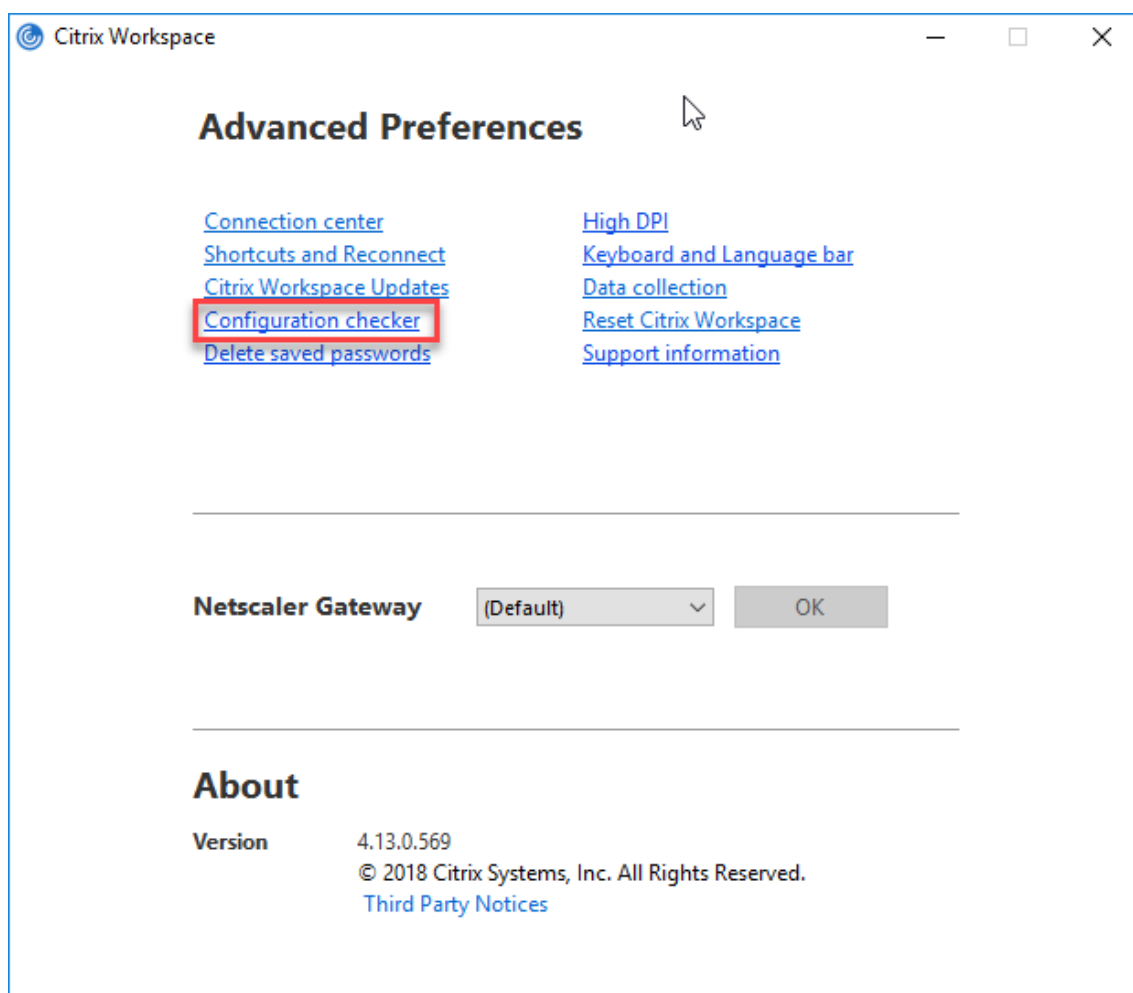 Citrix Workspace
Advanced Preferences
Connection center
Shortcuts and Reconnect
Citrix Workspace Updates
Configuration checker
Delete saved passwords
High DPI
Keyboard and Language bar
Data collection
Reset Citrix Workspace
Support information
Netscaler Gateway (Default) OK
About
Version 4.13.0.569
© 2018 Citrix Systems, Inc. All Rights Reserved.
Third Party Notices